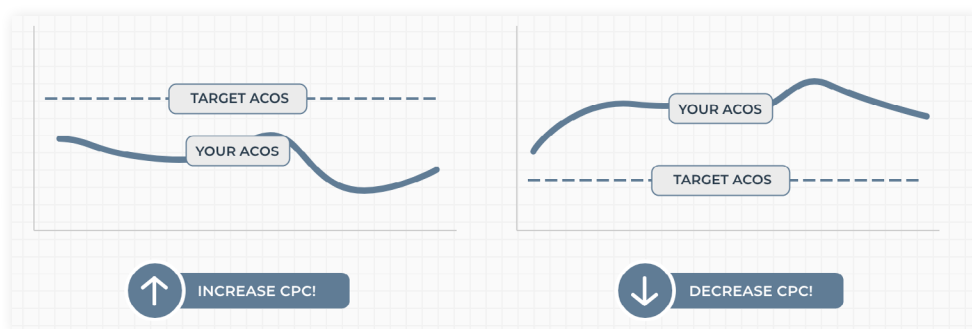 TARGET ACOS
YOUR ACOS
INCREASE CPC!
YOUR ACOS
TARGET ACOS
DECREASE CPC!